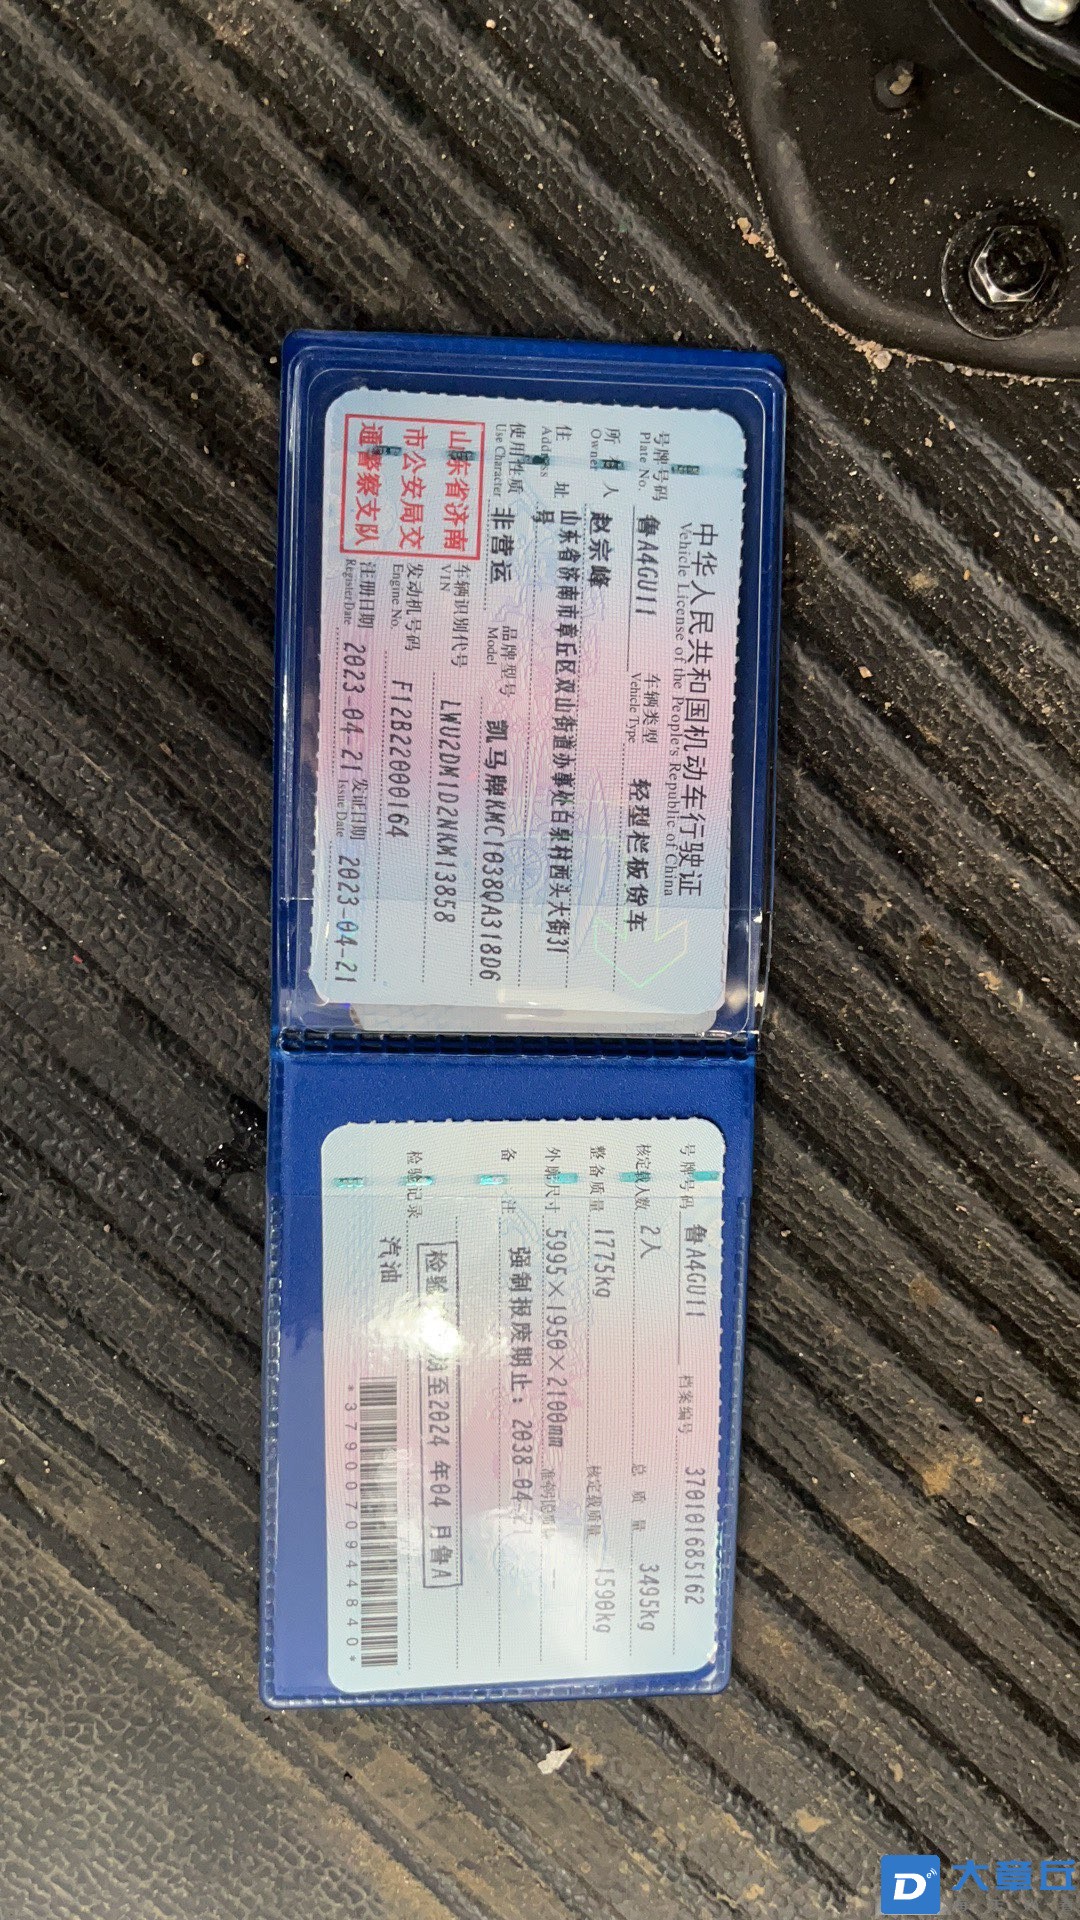 中华人民共和国机动车行驶证
Vehicle License of the People's Republic of China
号牌号码 鲁A4GU11 车辆类型 轻型栏板货车
Plate No. Vehicle Type
所有人 赵宗峰
Owner
住址 山东省济南市章丘区双山街道办事处白泉村西头大街31
Address 号
使用性质 非营运 品牌型号 凯马牌KMC1038QA318D6
Use Character Model
山东省济南
市公安局交
通警察支队
车辆识别代号 LWU2DM1D2NKM13858
VIN
发动机号码 F12B2200164
Engine No.
注册日期 2023-04-21 发证日期 2023-04-21
Register Date Issue Date
号牌号码 鲁A4GU11 档案编号 370101685162
核定载人数 2人 总质量 3495kg
整备质量 1775kg 核定载质量 1590kg
外廓尺寸 5995×1950×2100mm
备注 强制报废期止：2038-04-21
检验 期至2024 年04 月鲁A
检验记录
汽油
*3790070944840*
大章丘